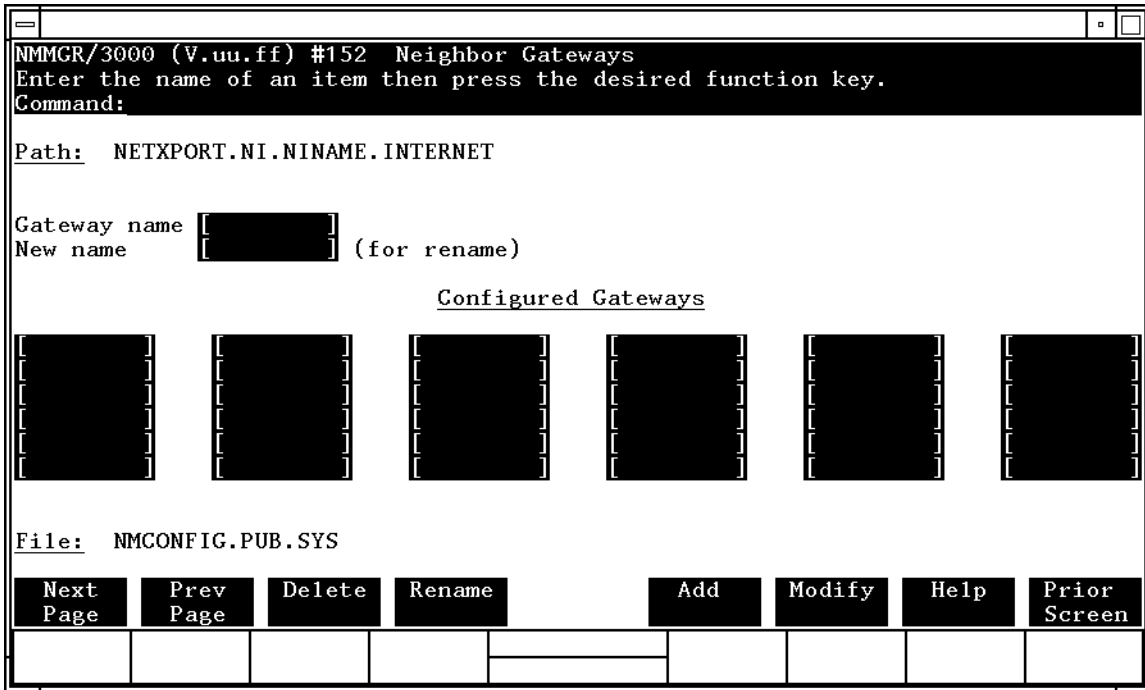 NMMGR/3000 (V.uu.ff) #152  Neighbor Gateways
Enter the name of an item then press the desired function key.
Command:
Path:  NETXPORT.NI.NINAME.INTERNET
Gateway name [          ]
New name     [          ] (for rename)
Configured Gateways
[          ] [          ] [          ] [          ] [          ] [          ]
[          ] [          ] [          ] [          ] [          ] [          ]
[          ] [          ] [          ] [          ] [          ] [          ]
[          ] [          ] [          ] [          ] [          ] [          ]
[          ] [          ] [          ] [          ] [          ] [          ]
[          ] [          ] [          ] [          ] [          ] [          ]
File:  NMCONFIG.PUB.SYS
Next Prev Delete Rename Add Modify Help Prior
Page Page Screen